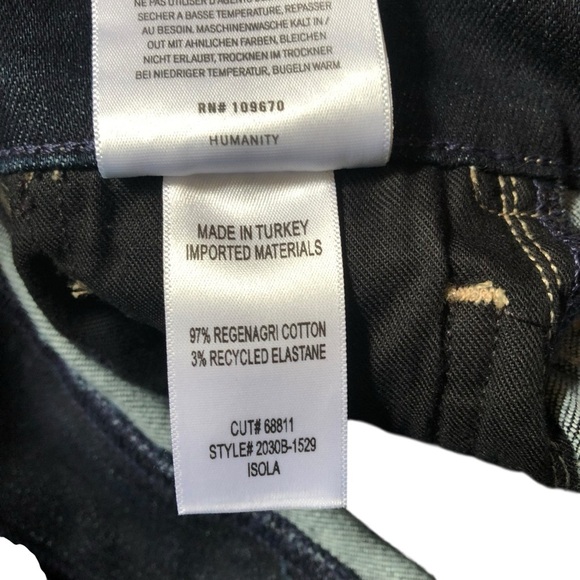 NE PAS UTILISER D'AGENTS
SECHER A BASSE TEMPERATURE, REPASSER
AU BESOIN. MASCHINENWASCHE KALT IN /
OUT MIT AHNLICHEN FARBEN, BLEICHEN
NICHT ERLAUBT, TROCKNEN IM TROCKNER
BEI NIEDRIGER TEMPERATUR, BUGELN WARM
RN# 109670
HUMANITY
MADE IN TURKEY
IMPORTED MATERIALS
97% REGENAGRI COTTON
3% RECYCLED ELASTANE
CUT# 68811
STYLE# 2030B-1529
ISOLA